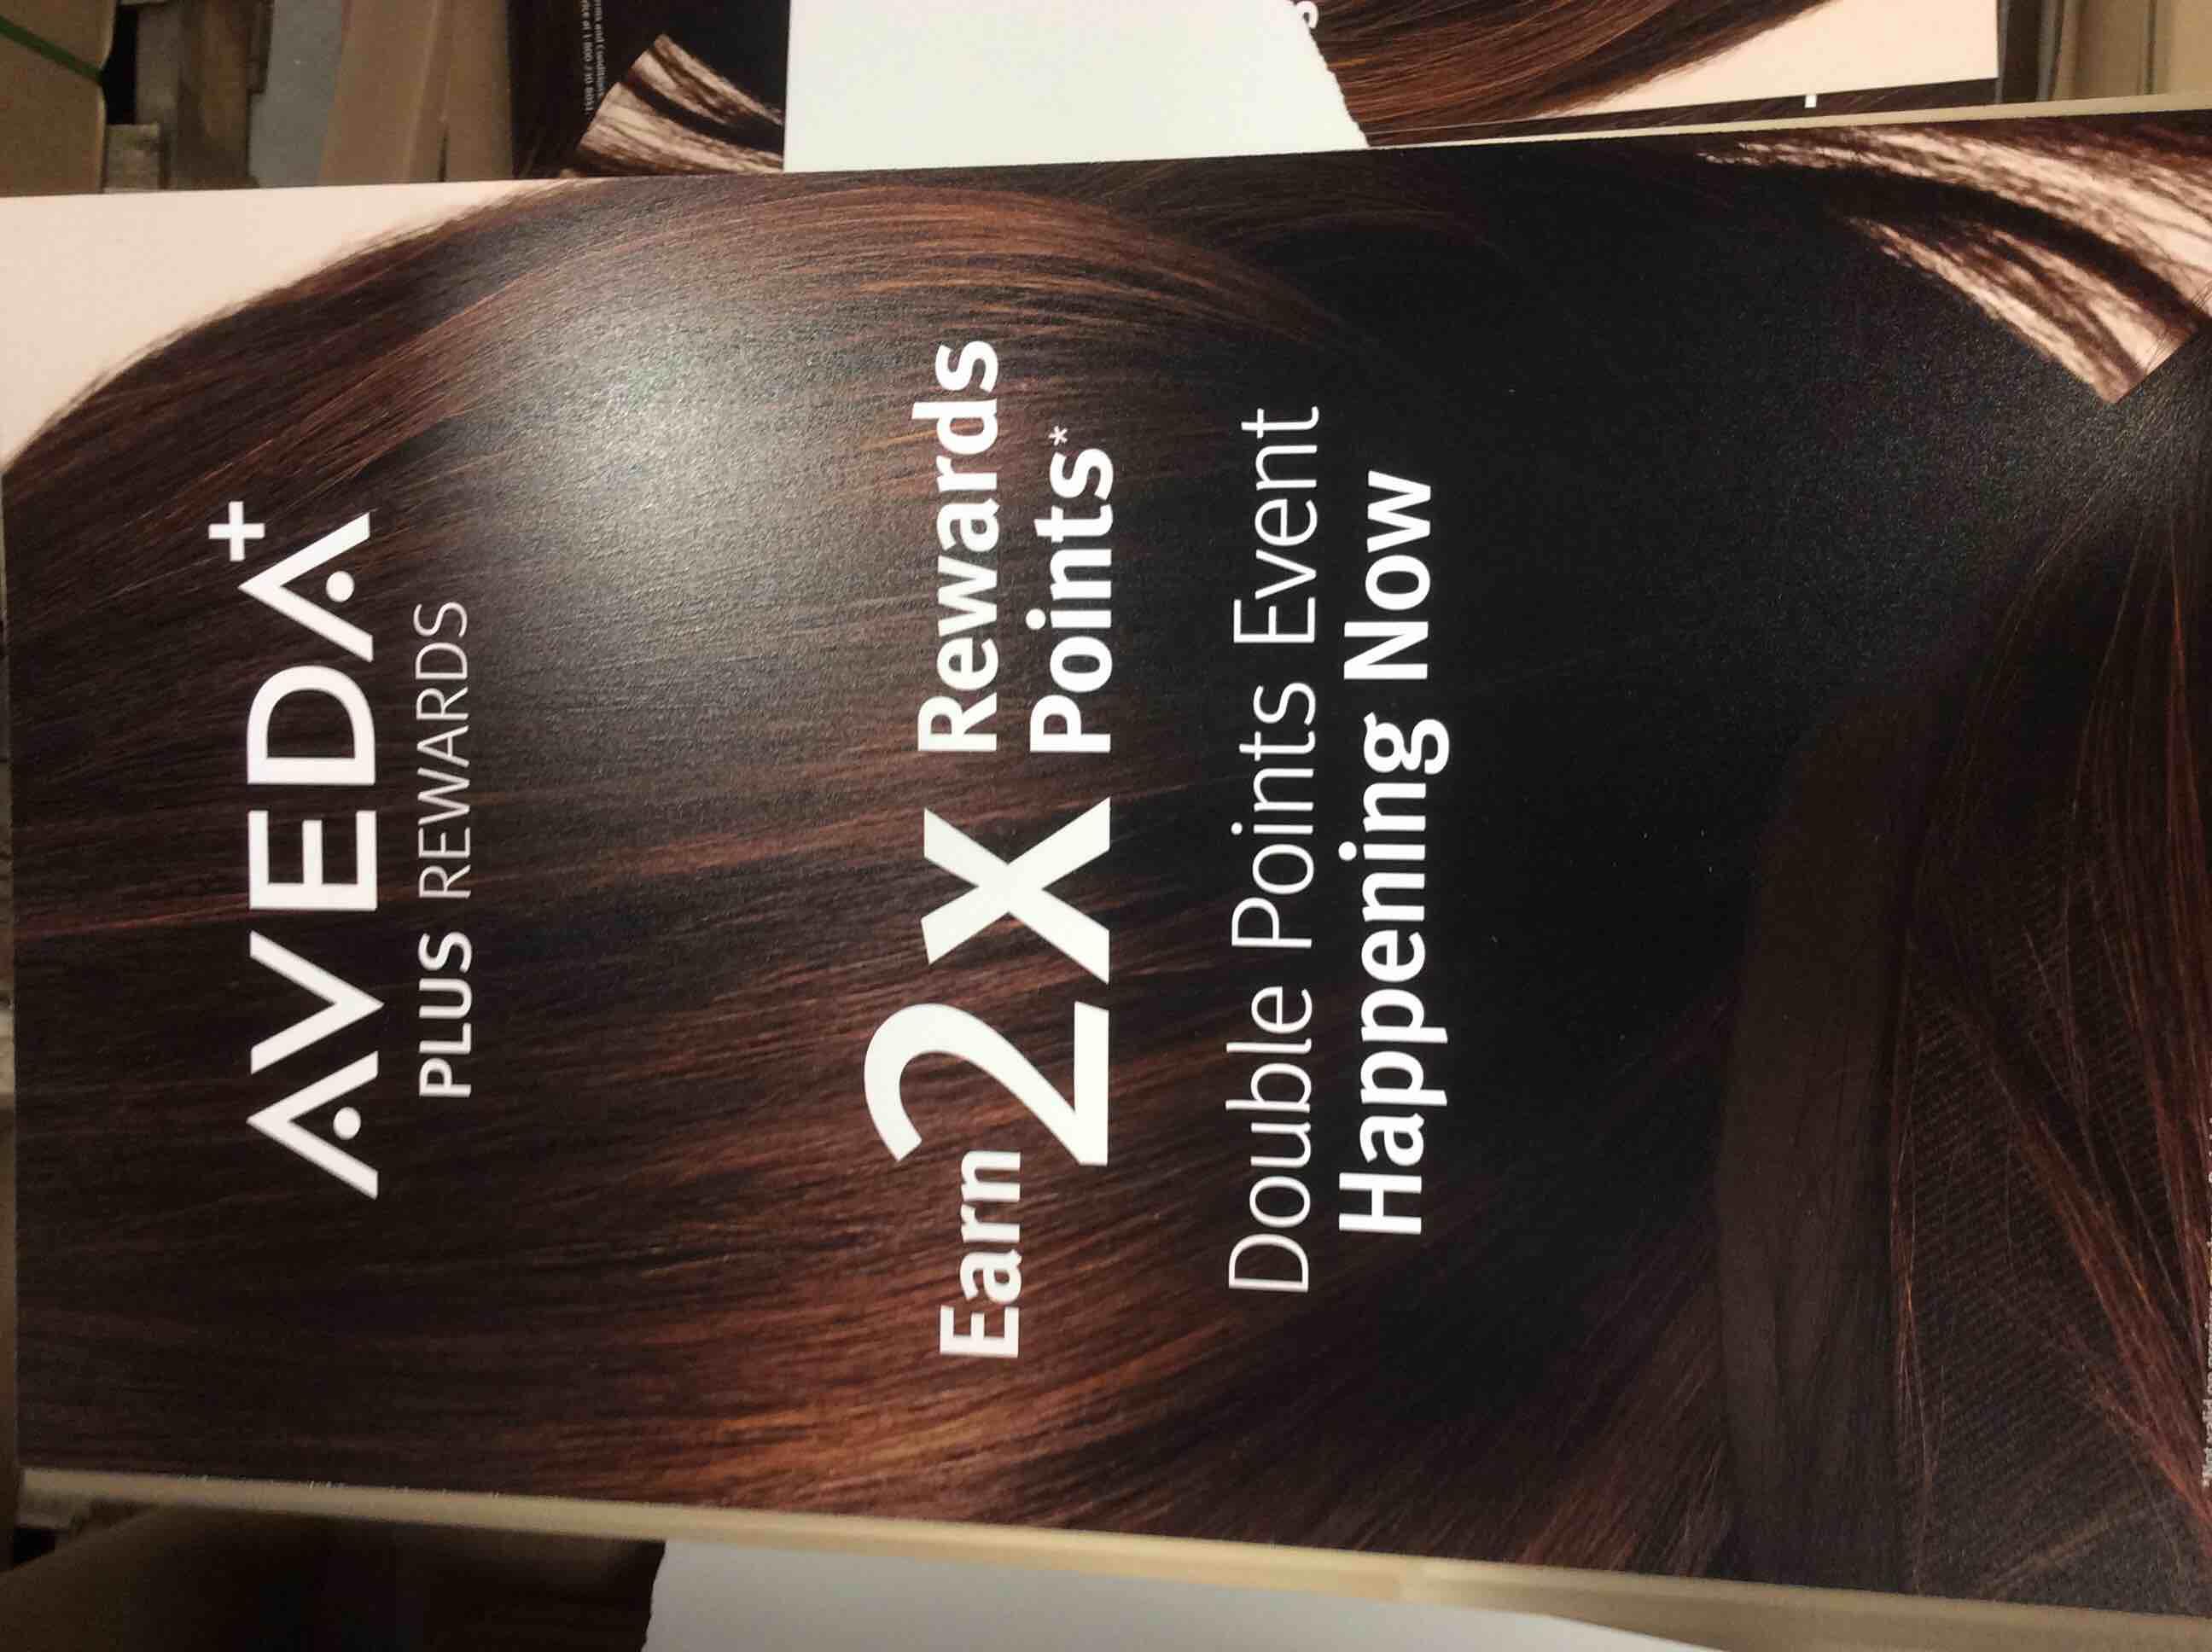 AVEDA+
PLUS REWARDS
Earn 2X Rewards
Points*
Double Points Event
Happening Now